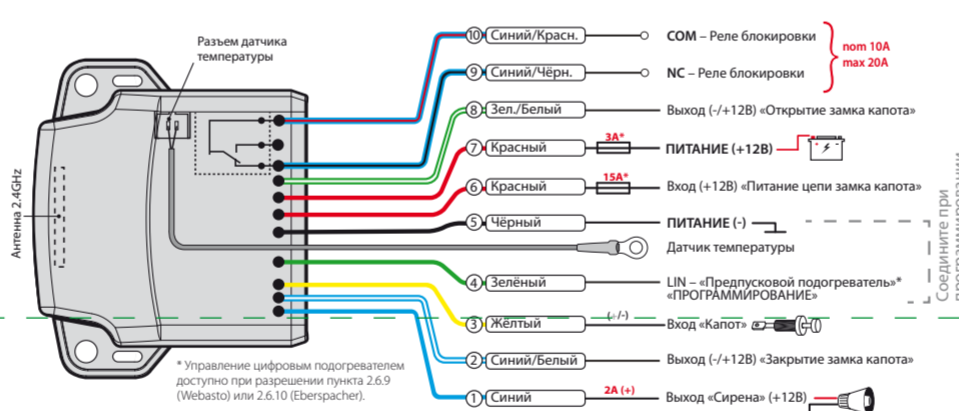 Разъем датчика
температуры
Антенна 2.4GHz
10 Синий/Красн. COM – Реле блокировки
nom 10A
max 20A
9 Синий/Чёрн. NC – Реле блокировки
8 Зел./Белый Выход (-/+12В) «Открытие замка капота»
7 Красный 3А* ПИТАНИЕ (+12В)
6 Красный 15А* Вход (+12В) «Питание цепи замка капота»
5 Чёрный ПИТАНИЕ (-)
Датчик температуры
4 Зелёный LIN – «Предпусковой подогреватель»*
«ПРОГРАММИРОВАНИЕ»
Соедините при
программировании
3 Жёлтый (+/-) Вход «Капот»
2 Синий/Белый Выход (-/+12В) «Закрытие замка капота»
1 Синий 2A (+) Выход «Сирена» (+12В)
* Управление цифровым подогревателем
доступно при разрешении пункта 2.6.9
(Webasto) или 2.6.10 (Eberspacher).